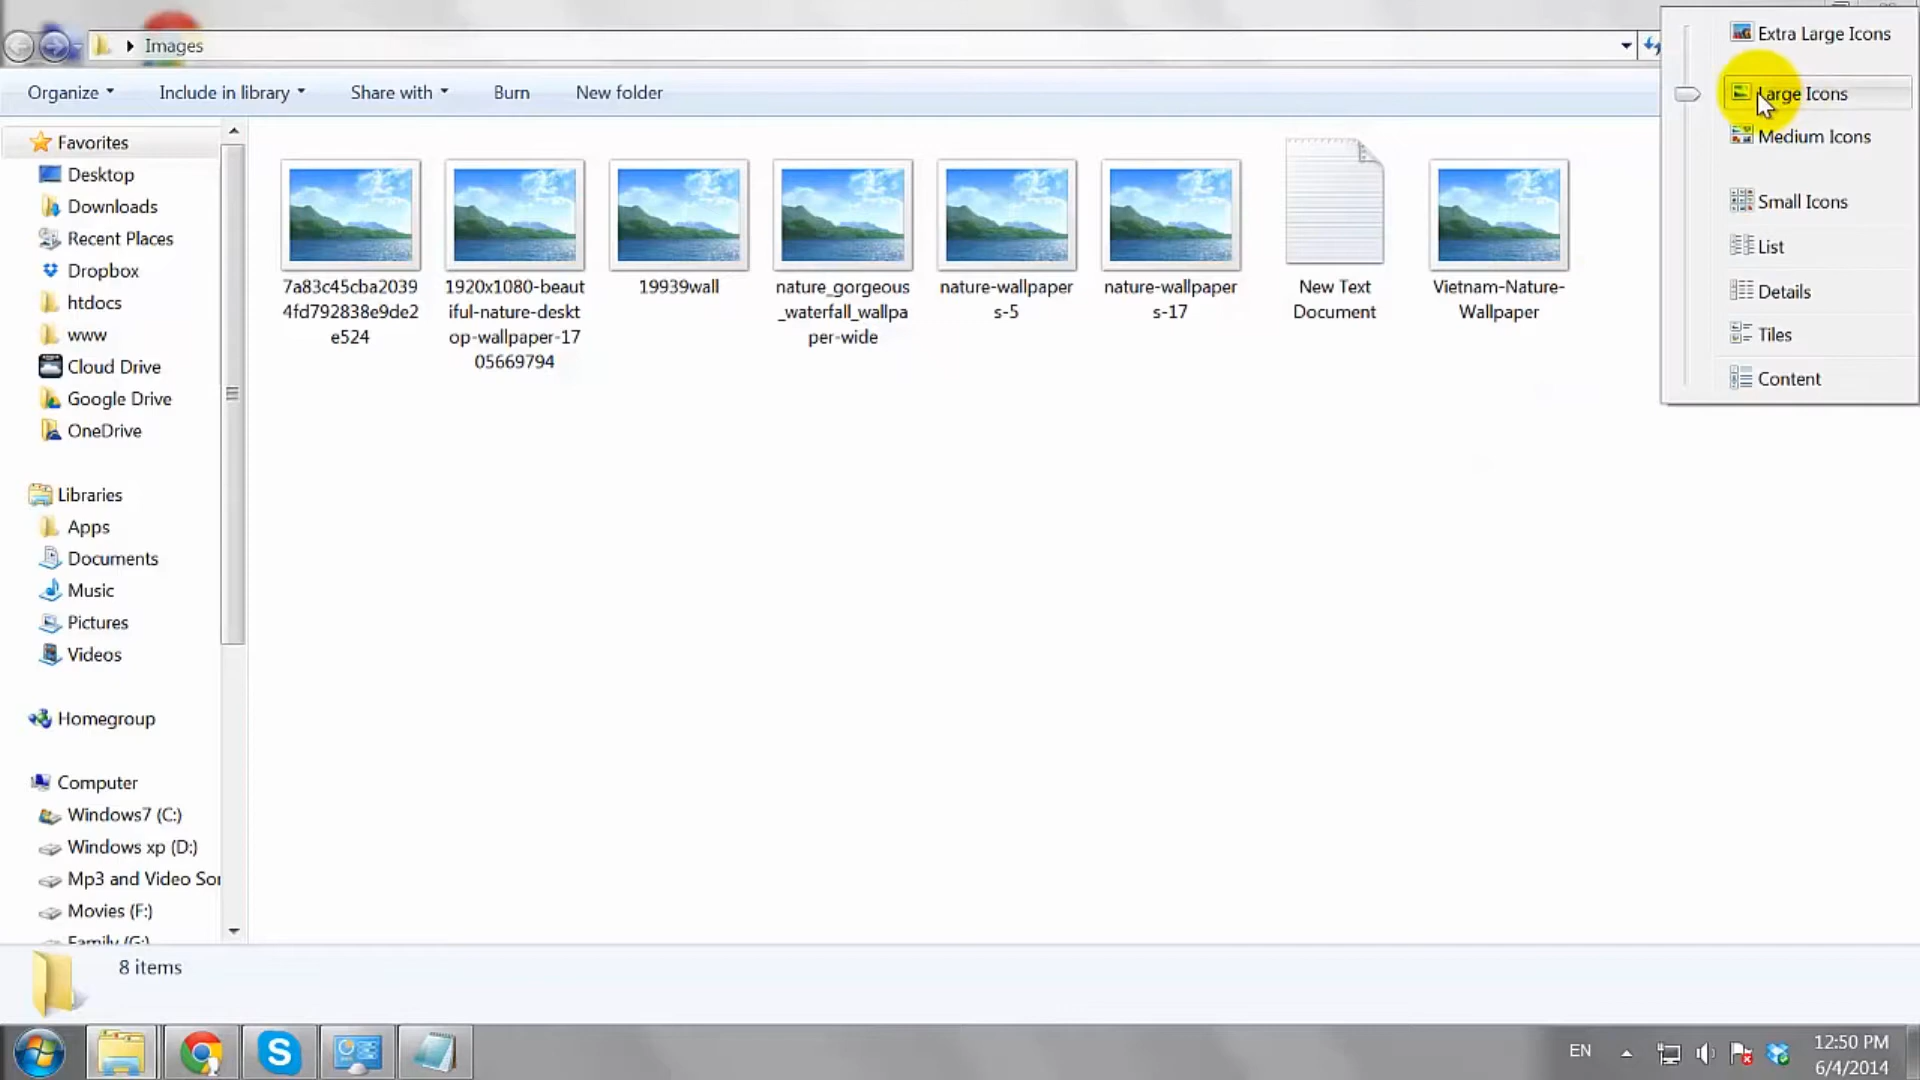 Images
Organize
Include in library
Share with
Burn
New folder
Extra Large Icons
Large Icons
Medium Icons
Small Icons
List
Details
Tiles
Content
Favorites
Desktop
Downloads
Recent Places
Dropbox
htdocs
www
Cloud Drive
Google Drive
OneDrive
Libraries
Apps
Documents
Music
Pictures
Videos
Homegroup
Computer
Windows7 (C:)
Windows xp (D:)
Mp3 and Video Sor
Movies (F:)
Family (G:)
7a83c45cba2039
4fd792838e9de2
e524
1920x1080-beaut
iful-nature-deskt
op-wallpaper-17
05669794
19939wall
nature_gorgeous
_waterfall_wallpa
per-wide
nature-wallpaper
s-5
nature-wallpaper
s-17
New Text
Document
Vietnam-Nature-
Wallpaper
8 items
EN
12:50 PM
6/4/2014